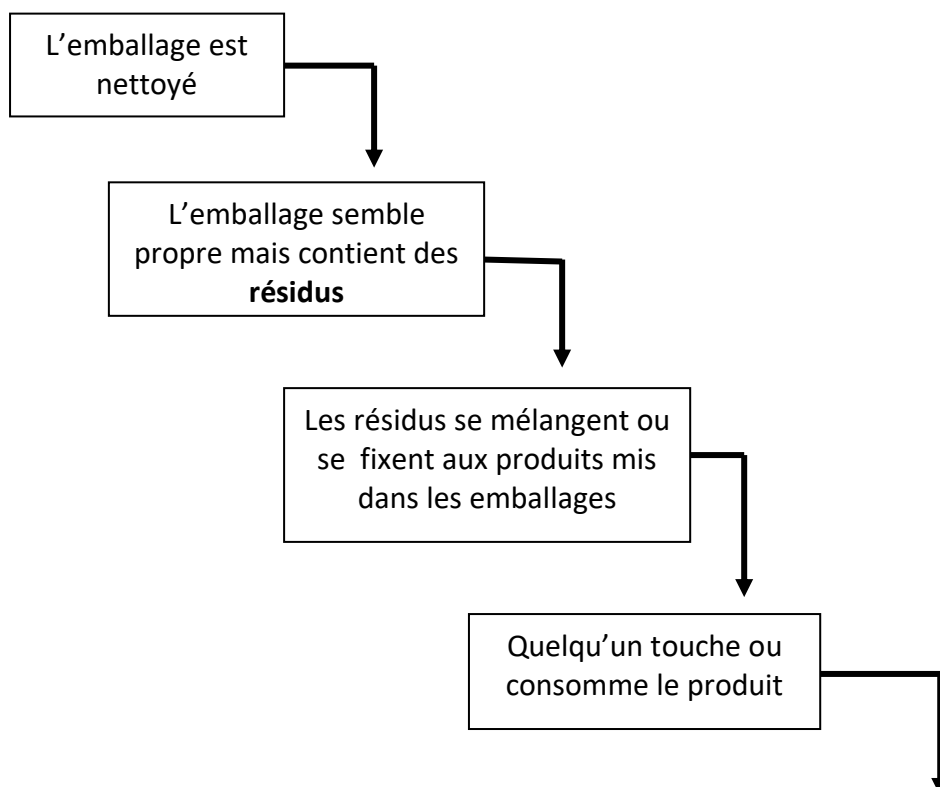 L’emballage est
nettoyé
L’emballage semble
propre mais contient des
résidus
Les résidus se mélangent ou
se fixent aux produits mis
dans les emballages
Quelqu’un touche ou
consomme le produit